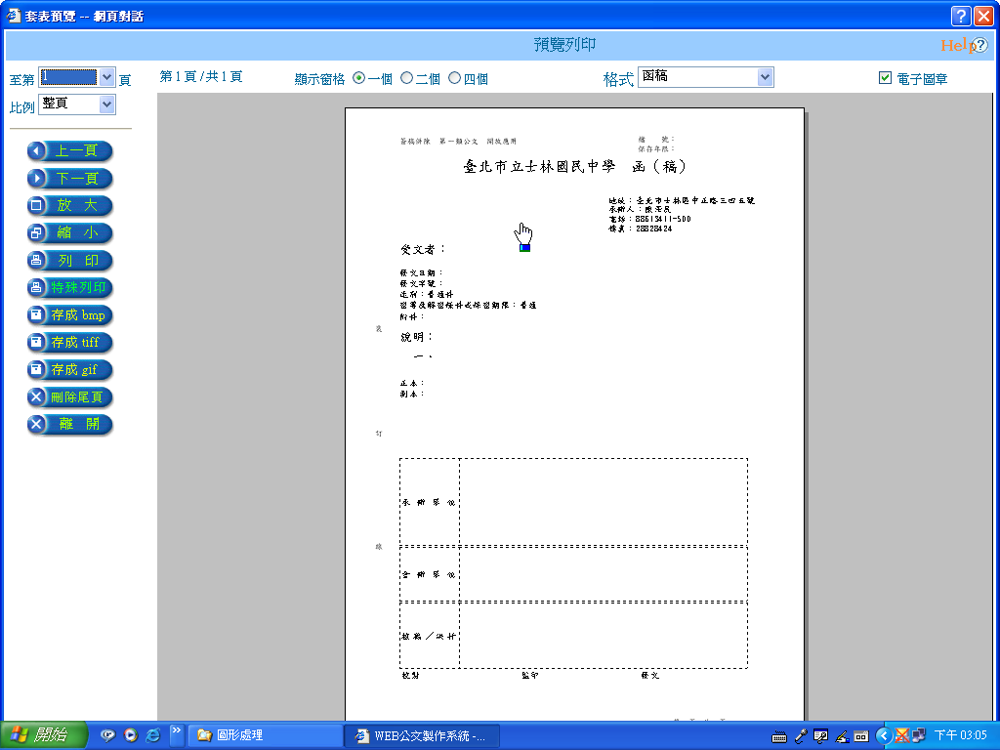 套表預覽 -- 網頁對話
預覽列印
Help
至第 1 頁
第 1 頁 /共 1 頁
顯示窗格 一個 二個 四個
格式 函稿
電子圖章
比例 整頁
上一頁
下一頁
放 大
縮 小
列 印
特殊列印
存成 bmp
存成 tiff
存成 gif
刪除尾頁
離 開
簽稿併陳 第一類公文 開放應用
檔 號：
保存年限：
臺北市立士林國民中學 函（稿）
地址：臺北市士林區中正路三四五號
電話：88613411-500
傳真：28828424
受文者：
發文日期：
發文字號：
速別：普通件
密等及解密條件或保密期限：普通
附件：
裝
說明：
一、
正本：
副本：
訂
承辦單位
線
會辦單位
核稿／決行
校對 監印 發文
開始
圖形處理
WEB公文製作系統 -...
下午 03:05